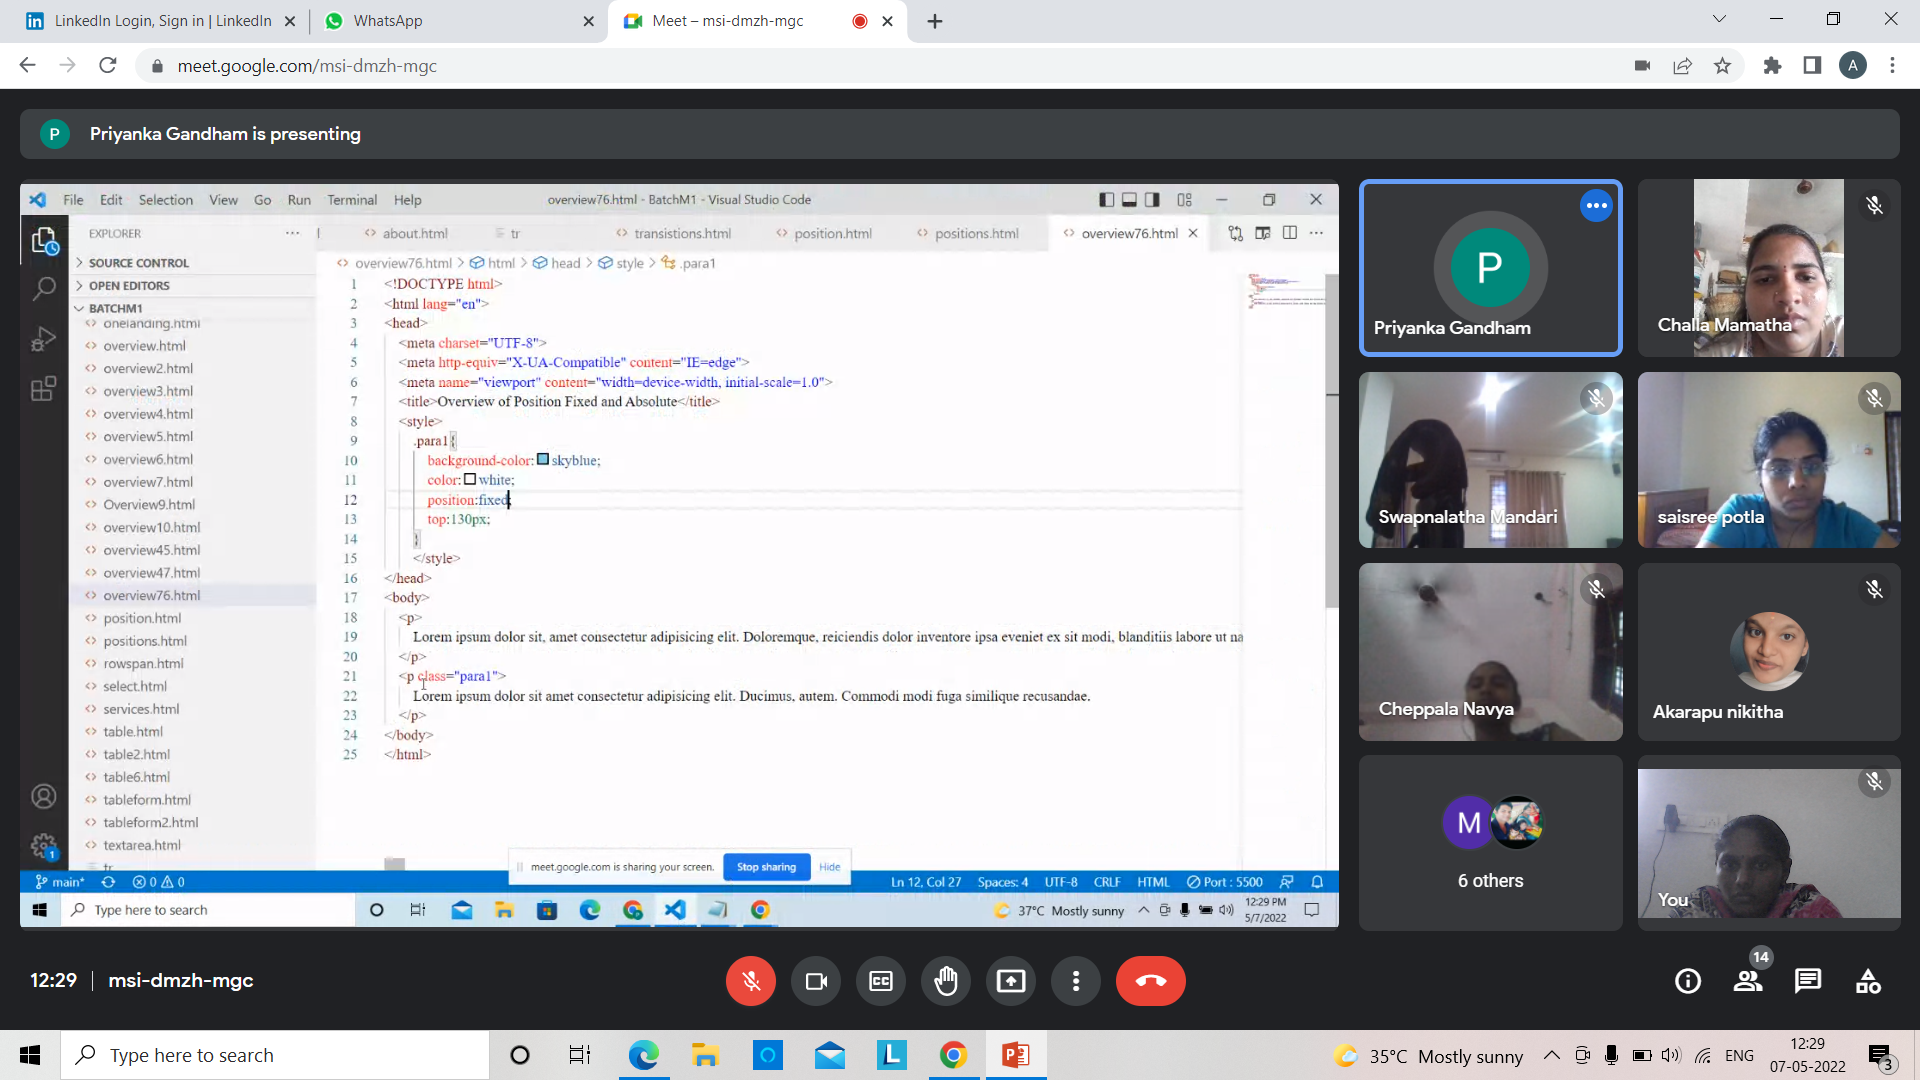 LinkedIn Login, Sign in | LinkedIn
WhatsApp
Meet – msi-dmzh-mgc
meet.google.com/msi-dmzh-mgc
A
P
Priyanka Gandham is presenting
File Edit Selection View Go Run Terminal Help
overview76.html - BatchM1 - Visual Studio Code
EXPLORER
about.html
tr
transistions.html
position.html
positions.html
overview76.html
SOURCE CONTROL
OPEN EDITORS
BATCHM1
onelanding.html
overview.html
overview2.html
overview3.html
overview4.html
overview5.html
overview6.html
overview7.html
Overview9.html
overview10.html
overview45.html
overview47.html
overview76.html
position.html
positions.html
rowspan.html
select.html
services.html
table.html
table2.html
table6.html
tableform.html
tableform2.html
textarea.html
tr
overview76.html > html > head > style > .para1
1 <!DOCTYPE html>
2 <html lang="en">
3 <head>
4 <meta charset="UTF-8">
5 <meta http-equiv="X-UA-Compatible" content="IE=edge">
6 <meta name="viewport" content="width=device-width, initial-scale=1.0">
7 <title>Overview of Position Fixed and Absolute</title>
8 <style>
9 .para1{
10 background-color: skyblue;
11 color: white;
12 position:fixed;
13 top:130px;
14 }
15 </style>
16 </head>
17 <body>
18 <p>
19 Lorem ipsum dolor sit, amet consectetur adipisicing elit. Doloremque, reiciendis dolor inventore ipsa eveniet ex sit modi, blanditiis labore ut na
20 </p>
21 <p class="para1">
22 Lorem ipsum dolor sit amet consectetur adipisicing elit. Ducimus, autem. Commodi modi fuga similique recusandae.
23 </p>
24 </body>
25 </html>
meet.google.com is sharing your screen.
Stop sharing
Hide
1
main*
0 0
Ln 12, Col 27
Spaces: 4
UTF-8
CRLF
HTML
Port : 5500
Type here to search
37°C Mostly sunny
12:29 PM
5/7/2022
P
Priyanka Gandham
Challa Mamatha
Swapnalatha Mandari
saisree potla
Cheppala Navya
Akarapu nikitha
M
6 others
You
12:29 | msi-dmzh-mgc
14
Type here to search
L
35°C Mostly sunny
ENG
12:29
07-05-2022
3